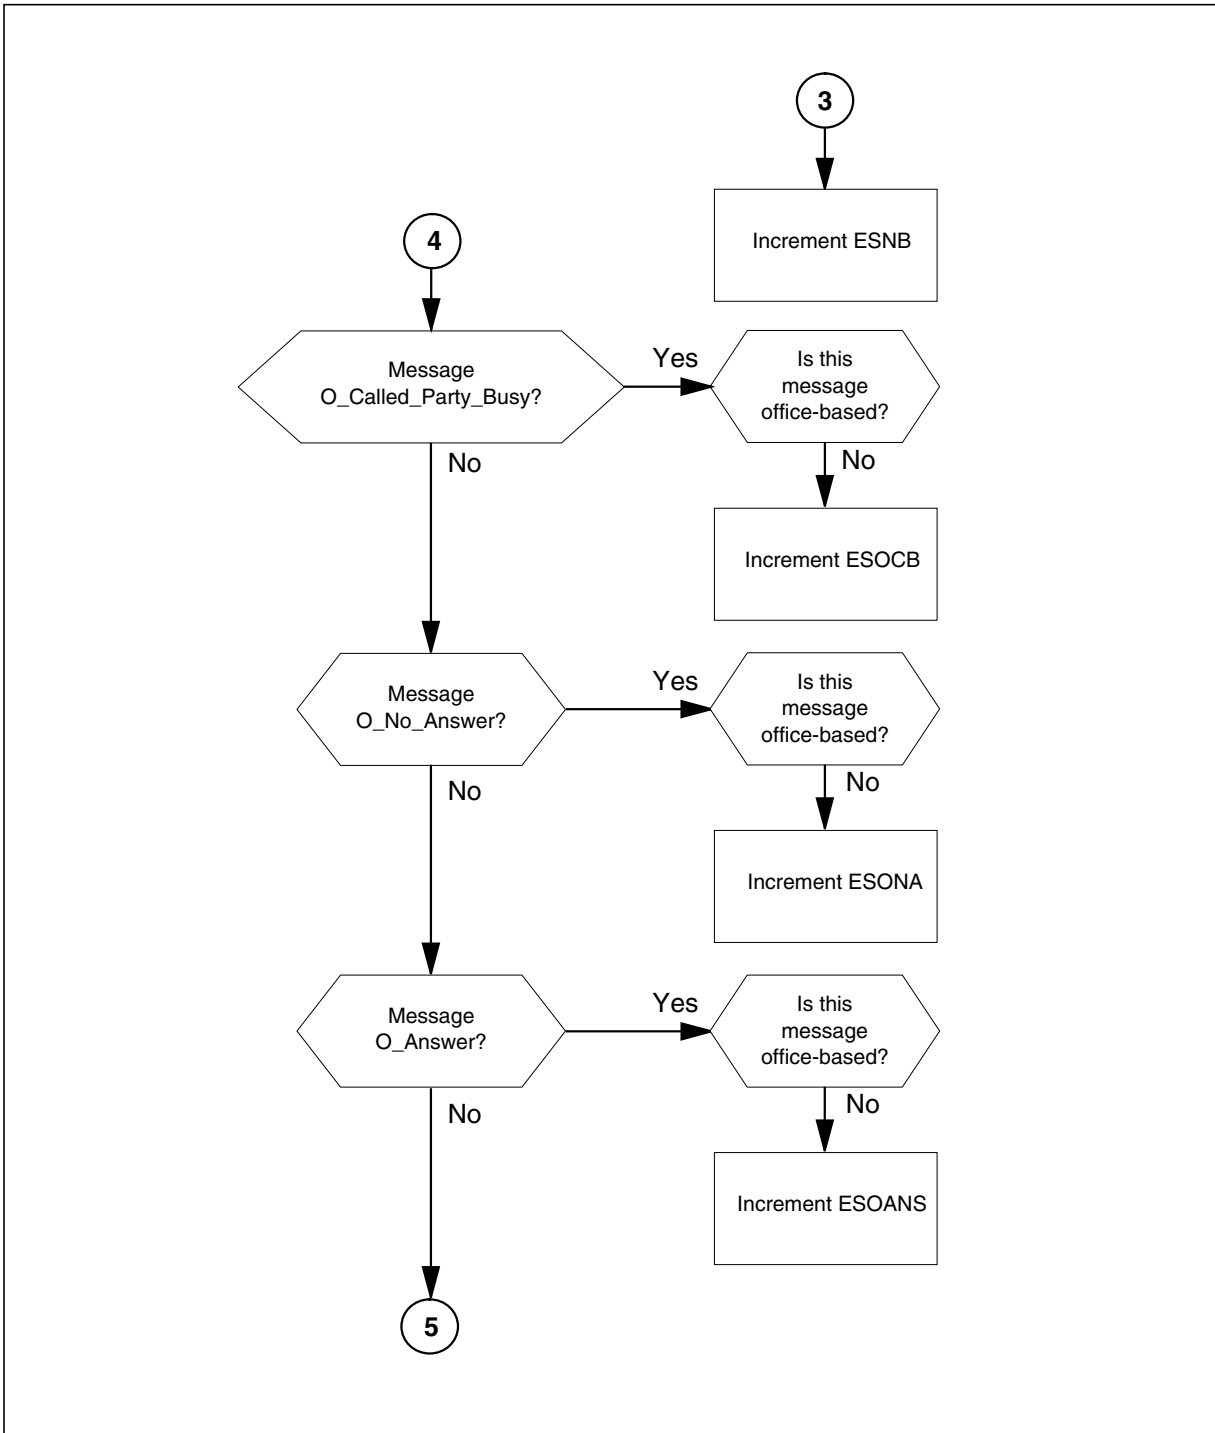 3
Increment ESNB
4
Message
O_Called_Party_Busy?
Yes
Is this
message
office-based?
No
No
Increment ESOCB
Message
O_No_Answer?
Yes
Is this
message
office-based?
No
No
Increment ESONA
Message
O_Answer?
Yes
Is this
message
office-based?
No
No
Increment ESOANS
5